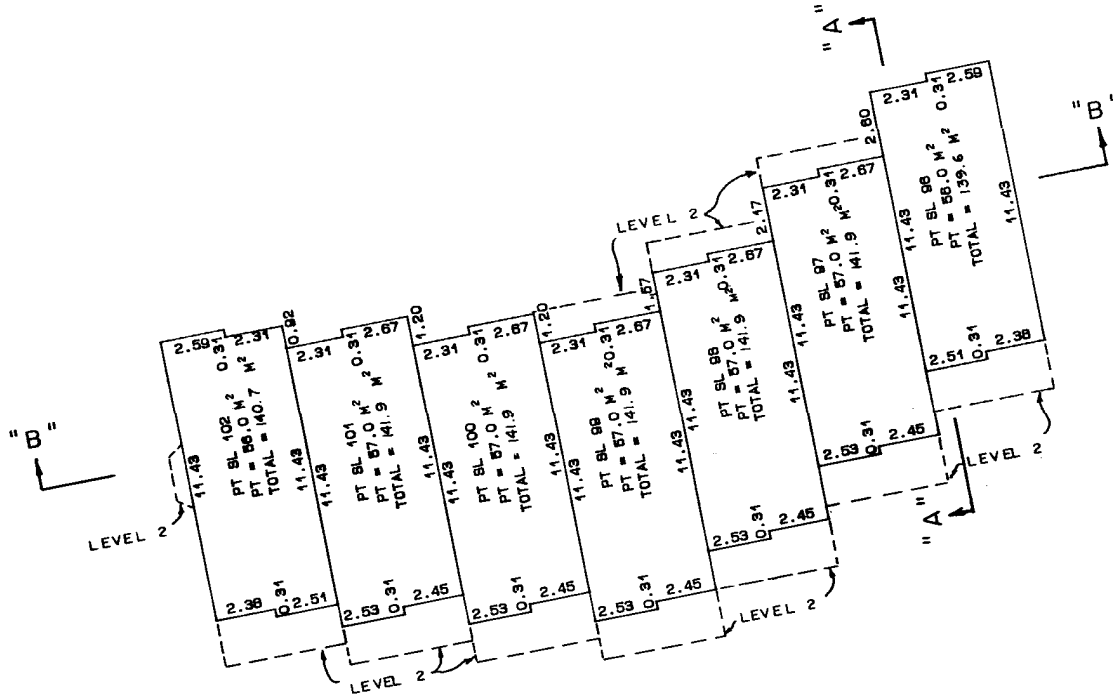 "A"
2.31
0.31
2.59
"B"
2.60
PT SL 96
PT = 56.0 M²
TOTAL = 139.6 M²
11.43
11.43
2.51
0.31
2.38
LEVEL 2
2.31
0.31
2.67
2.17
PT SL 97
PT = 57.0 M²
TOTAL = 141.9 M²
11.43
11.43
2.53
0.31
2.45
LEVEL 2
"A"
LEVEL 2
2.31
0.31
2.67
1.57
PT SL 98
PT = 57.0 M²
TOTAL = 141.9 M²
11.43
11.43
2.53
0.31
2.45
LEVEL 2
1.20
2.31
0.31
2.67
PT SL 99
PT = 57.0 M²
TOTAL = 141.9 M²
11.43
11.43
2.53
0.31
2.45
1.20
2.31
0.31
2.67
PT SL 100
PT = 57.0 M²
TOTAL = 141.9 M²
11.43
11.43
2.53
0.31
2.45
0.92
2.31
0.31
2.67
PT SL 101
PT = 57.0 M²
TOTAL = 141.9 M²
11.43
11.43
2.53
0.31
2.45
LEVEL 2
2.59
0.31
2.31
PT SL 102
PT = 56.0 M²
TOTAL = 140.7 M²
11.43
11.43
2.38
0.31
2.51
LEVEL 2
"B"